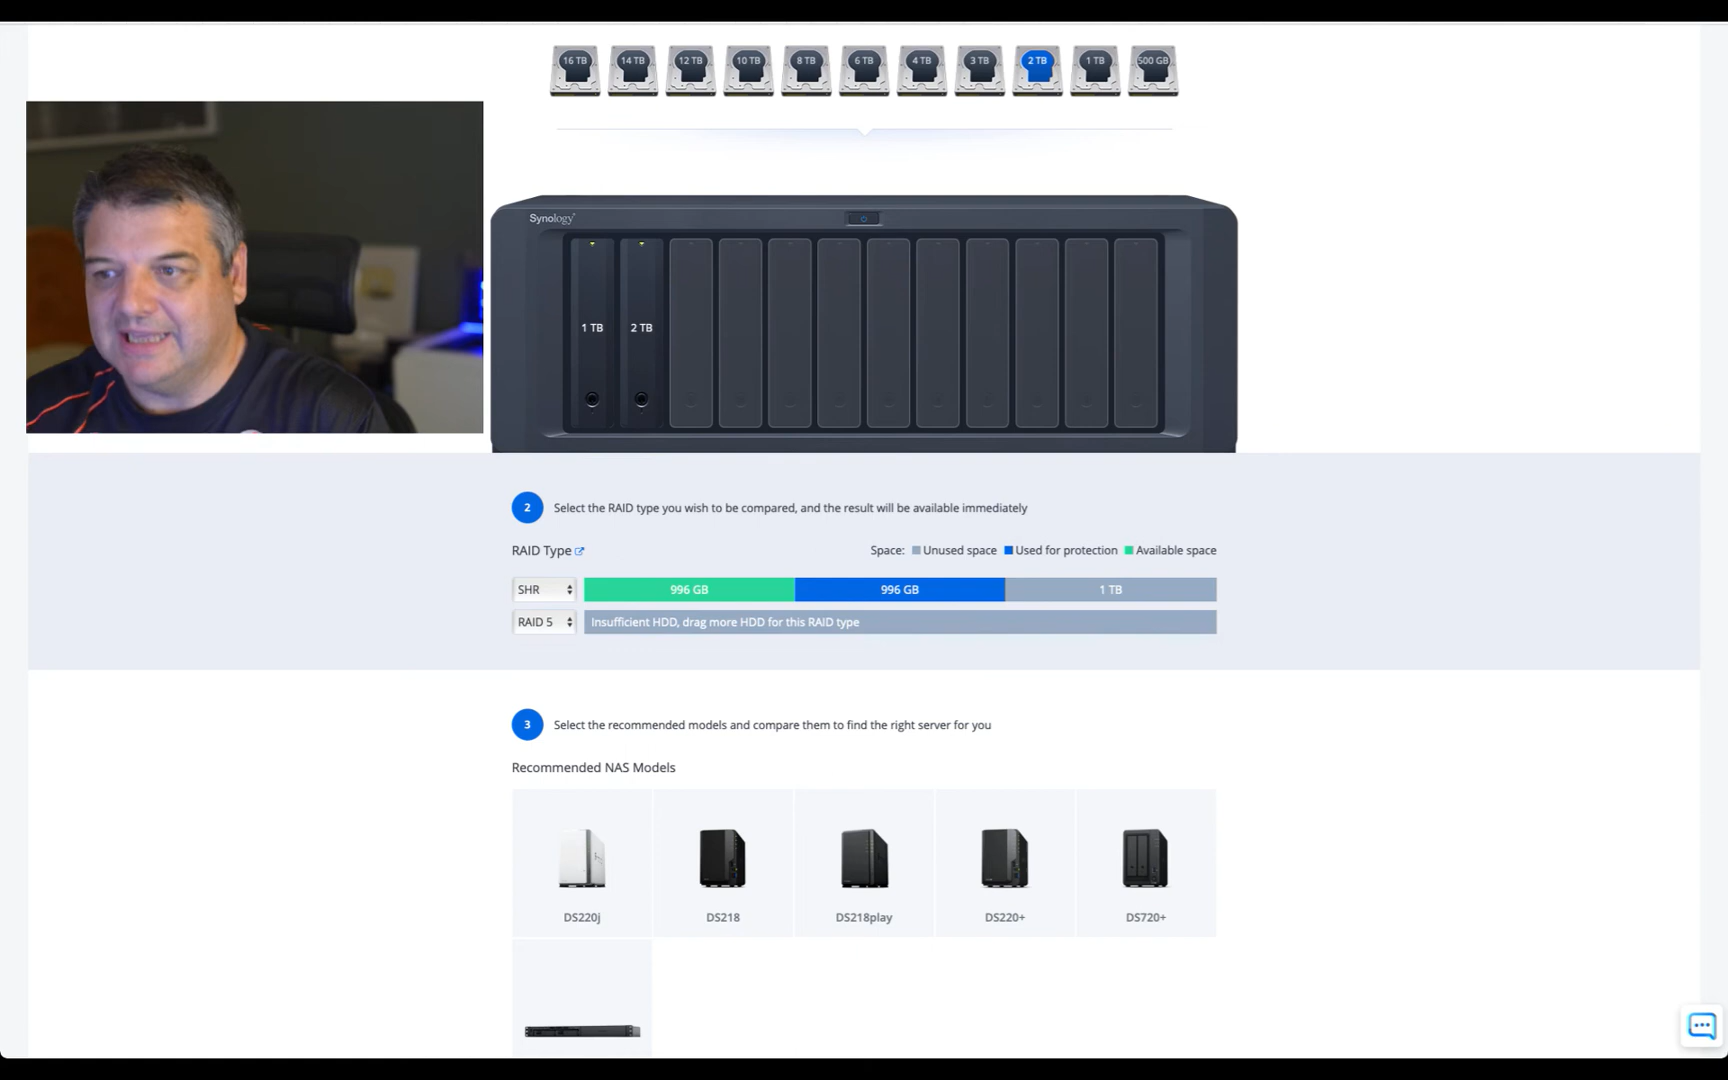 16 TB 14 TB 12 TB 10 TB 8 TB 6 TB 4 TB 3 TB 2 TB 1 TB 500 GB
Synology
1 TB 2 TB
2 Select the RAID type you wish to be compared, and the result will be available immediately
RAID Type Space: Unused space Used for protection Available space
SHR 996 GB 996 GB 1 TB
RAID 5 Insufficient HDD, drag more HDD for this RAID type
3 Select the recommended models and compare them to find the right server for you
Recommended NAS Models
DS220j DS218 DS218play DS220+ DS720+